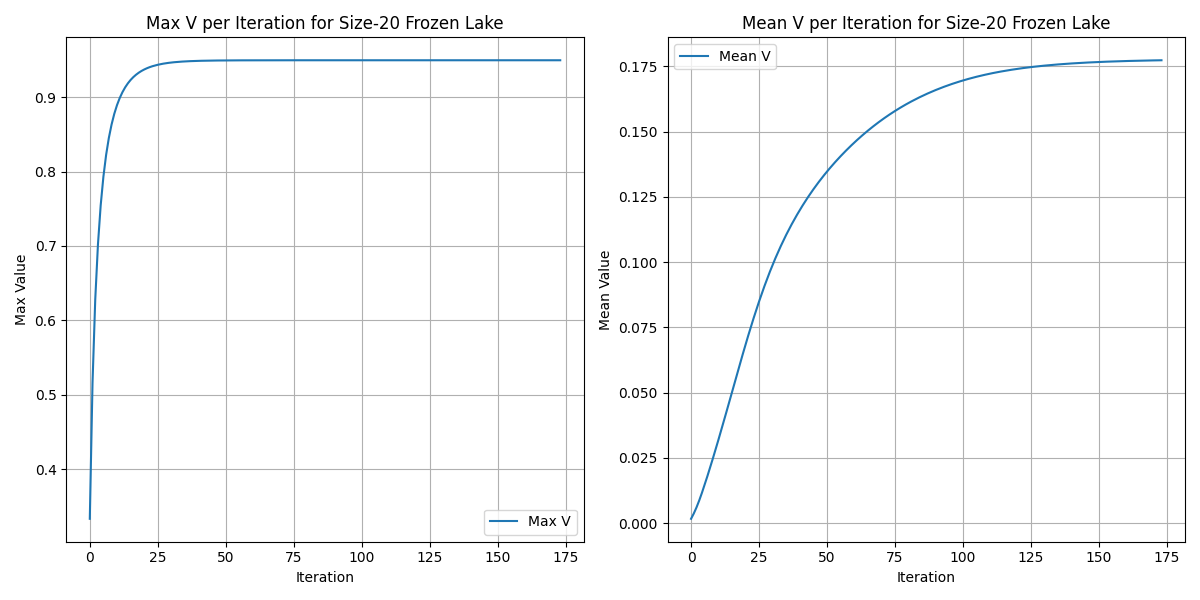 Max V per Iteration for Size-20 Frozen Lake
Max Value
0.9
0.8
0.7
0.6
0.5
0.4
0 25 50 75 100 125 150 175
Iteration
Max V
Mean V per Iteration for Size-20 Frozen Lake
Mean V
Mean Value
0.175
0.150
0.125
0.100
0.075
0.050
0.025
0.000
0 25 50 75 100 125 150 175
Iteration